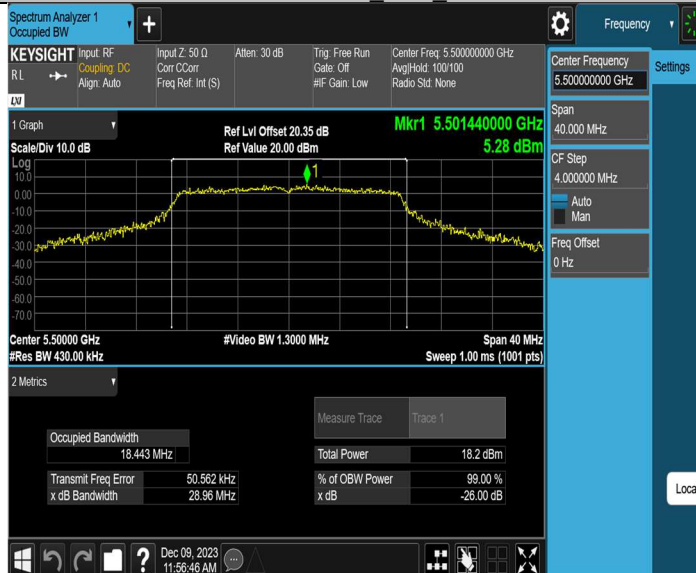 Spectrum Analyzer 1
Occupied BW
+
Frequency
KEYSIGHT
RL
LXI
Input: RF
Coupling: DC
Align: Auto
Input Z: 50 Ω
Corr CCorr
Freq Ref: Int (S)
Atten: 30 dB
Trig: Free Run
Gate: Off
#IF Gain: Low
Center Freq: 5.500000000 GHz
Avg|Hold: 100/100
Radio Std: None
Center Frequency
5.500000000 GHz
Settings
Span
40.000 MHz
CF Step
4.000000 MHz
Auto
Man
Freq Offset
0 Hz
1 Graph
Scale/Div 10.0 dB
Ref Lvl Offset 20.35 dB
Ref Value 20.00 dBm
Mkr1 5.501440000 GHz
5.28 dBm
Log
10.0
0.00
-10.0
-20.0
-30.0
-40.0
-50.0
-60.0
-70.0
1
Center 5.50000 GHz
#Video BW 1.3000 MHz
Span 40 MHz
#Res BW 430.00 kHz
Sweep 1.00 ms (1001 pts)
2 Metrics
Measure Trace
Trace 1
Occupied Bandwidth
18.443 MHz
Total Power
18.2 dBm
Transmit Freq Error
50.562 kHz
% of OBW Power
99.00 %
x dB Bandwidth
28.96 MHz
x dB
-26.00 dB
Loca
?
Dec 09, 2023
11:56:46 AM